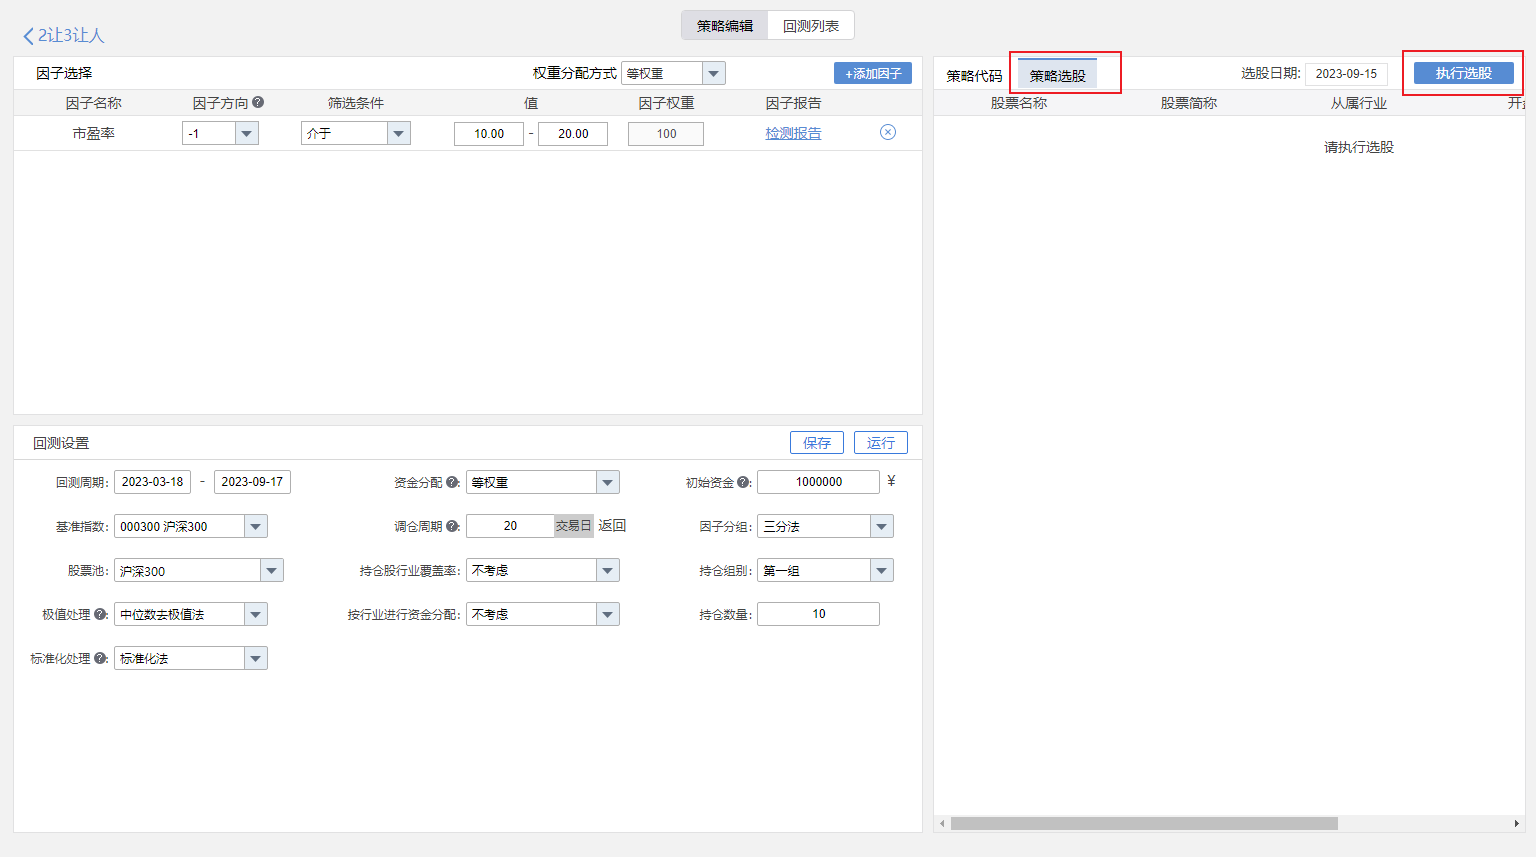 策略编辑 回测列表
2让3让人
因子选择 权重分配方式 等权重 +添加因子
因子名称 因子方向 ? 筛选条件 值 因子权重 因子报告
市盈率 -1 介于 10.00 - 20.00 100 检测报告
回测设置 保存 运行
回测周期: 2023-03-18 - 2023-09-17 资金分配 ?: 等权重 初始资金 ?: 1000000 ¥
基准指数: 000300 沪深300 调仓周期 ?: 20 交易日 返回 因子分组: 三分法
股票池: 沪深300 持仓股行业覆盖率: 不考虑 持仓组别: 第一组
极值处理 ?: 中位数去极值法 按行业进行资金分配: 不考虑 持仓数量: 10
标准化处理 ?: 标准化法
策略代码 策略选股 选股日期: 2023-09-15 执行选股
股票名称 股票简称 从属行业 开
请执行选股